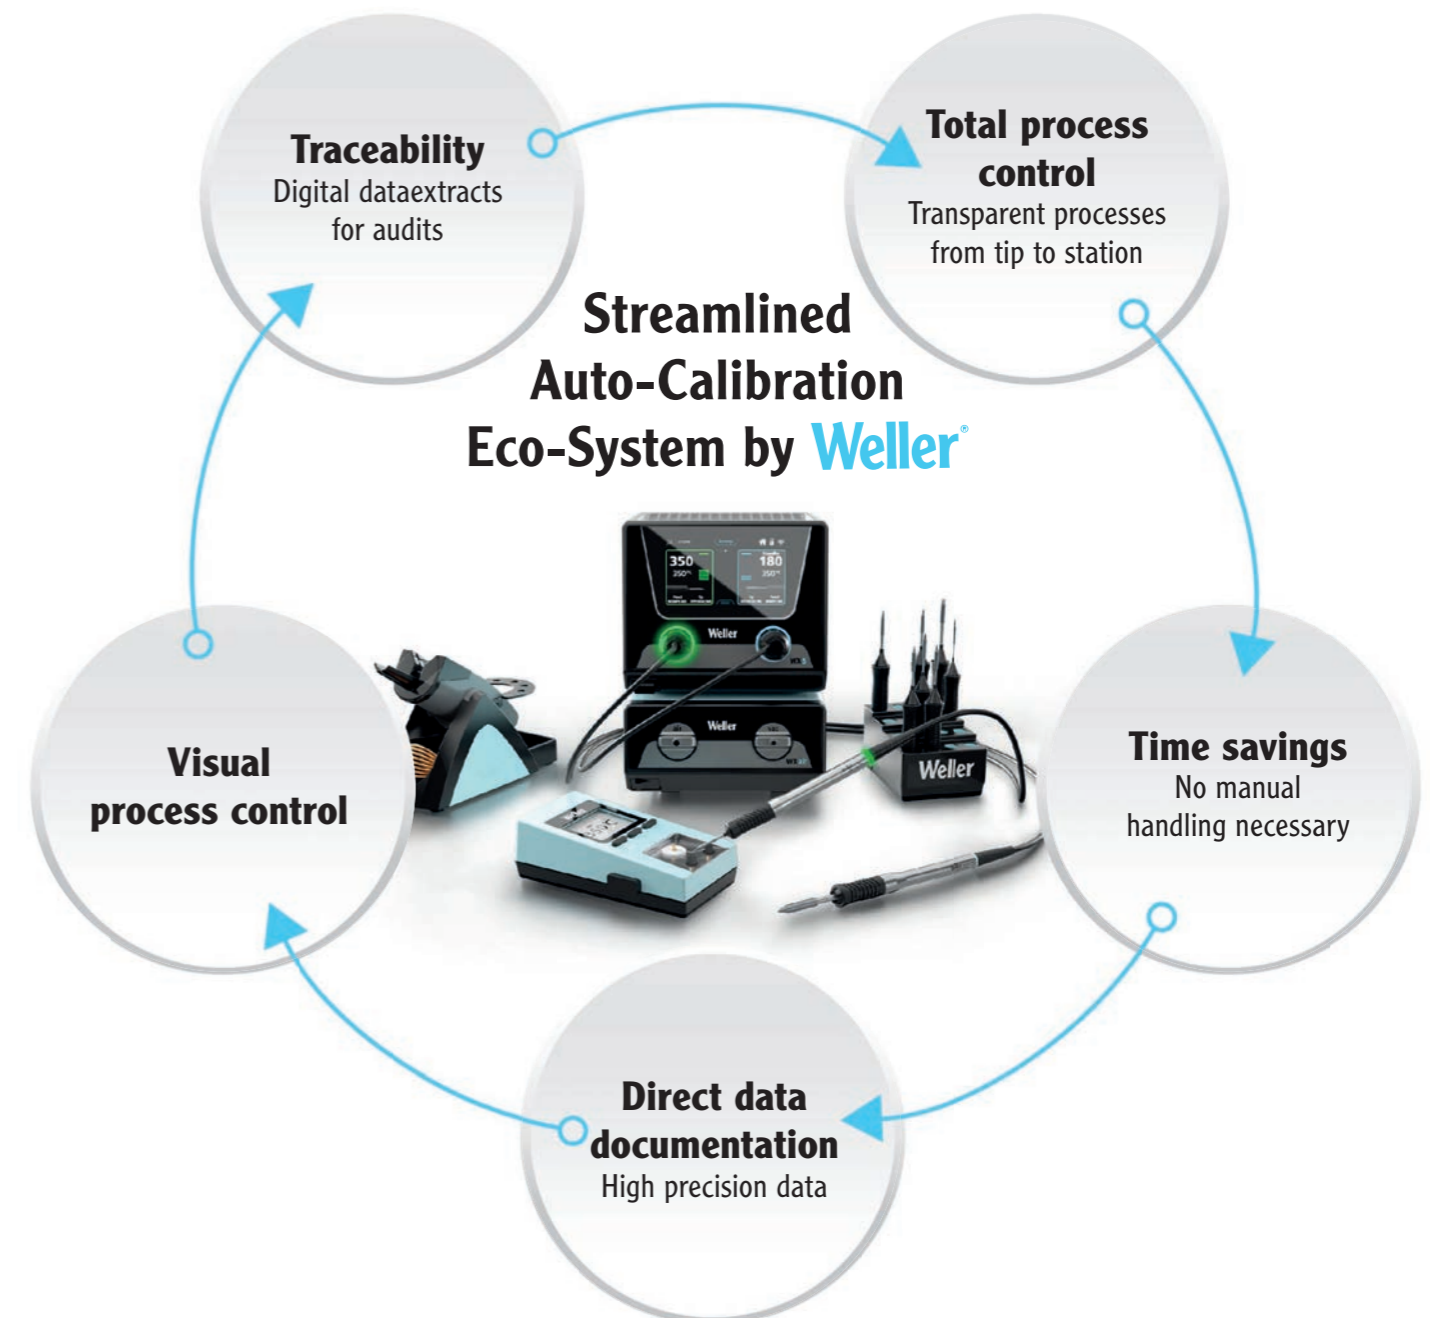 Traceability
Digital dataextracts
for audits
Total process
control
Transparent processes
from tip to station
Streamlined
Auto-Calibration
Eco-System by Weller®
350
180
Weller
Weller
Weller
Visual
process control
Time savings
No manual
handling necessary
Direct data
documentation
High precision data